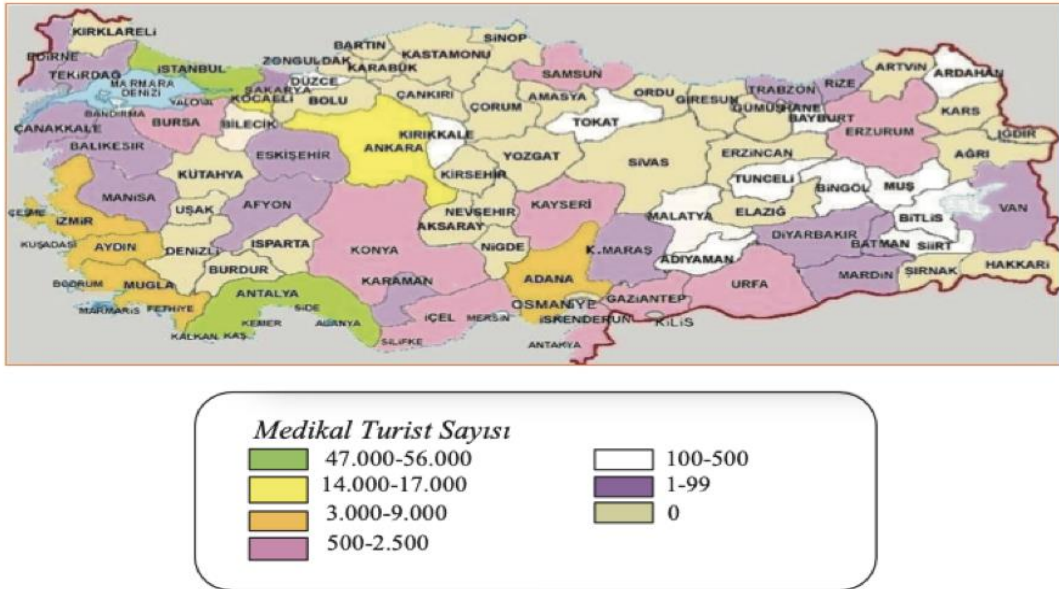 KIRKLARELİ
EDİRNE
TEKİRDAĞ
İSTANBUL
MARMARA
DENİZİ
YALOVA
BANDIRMA
ÇANAKKALE
BALIKESİR
BURSA
BİLECİK
KOCAELİ
SAKARYA
DÜZCE
ZONGULDAK
BARTIN
KARABÜK
KASTAMONU
SİNOP
BOLU
ÇANKIRI
ÇORUM
SAMSUN
AMASYA
TOKAT
ORDU
GİRESUN
TRABZON
GÜMÜŞHANE
BAYBURT
RİZE
ARTVİN
ARDAHAN
KARS
IĞDIR
AĞRI
ERZURUM
ERZİNCAN
TUNCELİ
BİNGÖL
MUŞ
BİTLİS
VAN
HAKKARİ
ŞIRNAK
SİİRT
BATMAN
MARDİN
DİYARBAKIR
ELAZIĞ
MALATYA
ADIYAMAN
URFA
GAZİANTEP
KİLİS
K.MARAŞ
OSMANİYE
ADANA
İSKENDERUN
ANTAKYA
MERSİN
İÇEL
SİLİFKE
KARAMAN
KONYA
NİĞDE
KAYSERİ
SİVAS
YOZGAT
KIRŞEHİR
NEVŞEHİR
AKSARAY
KIRIKKALE
ANKARA
ESKİŞEHİR
KÜTAHYA
AFYON
UŞAK
MANİSA
İZMİR
ÇEŞME
KUŞADASI
AYDIN
DENİZLİ
ISPARTA
BURDUR
BODRUM
MUGLA
MARMARİS
FETHİYE
ANTALYA
SİDE
KEMER
ALANYA
KALKAN
KAŞ
Medikal Turist Sayısı
47.000-56.000
14.000-17.000
3.000-9.000
500-2.500
100-500
1-99
0